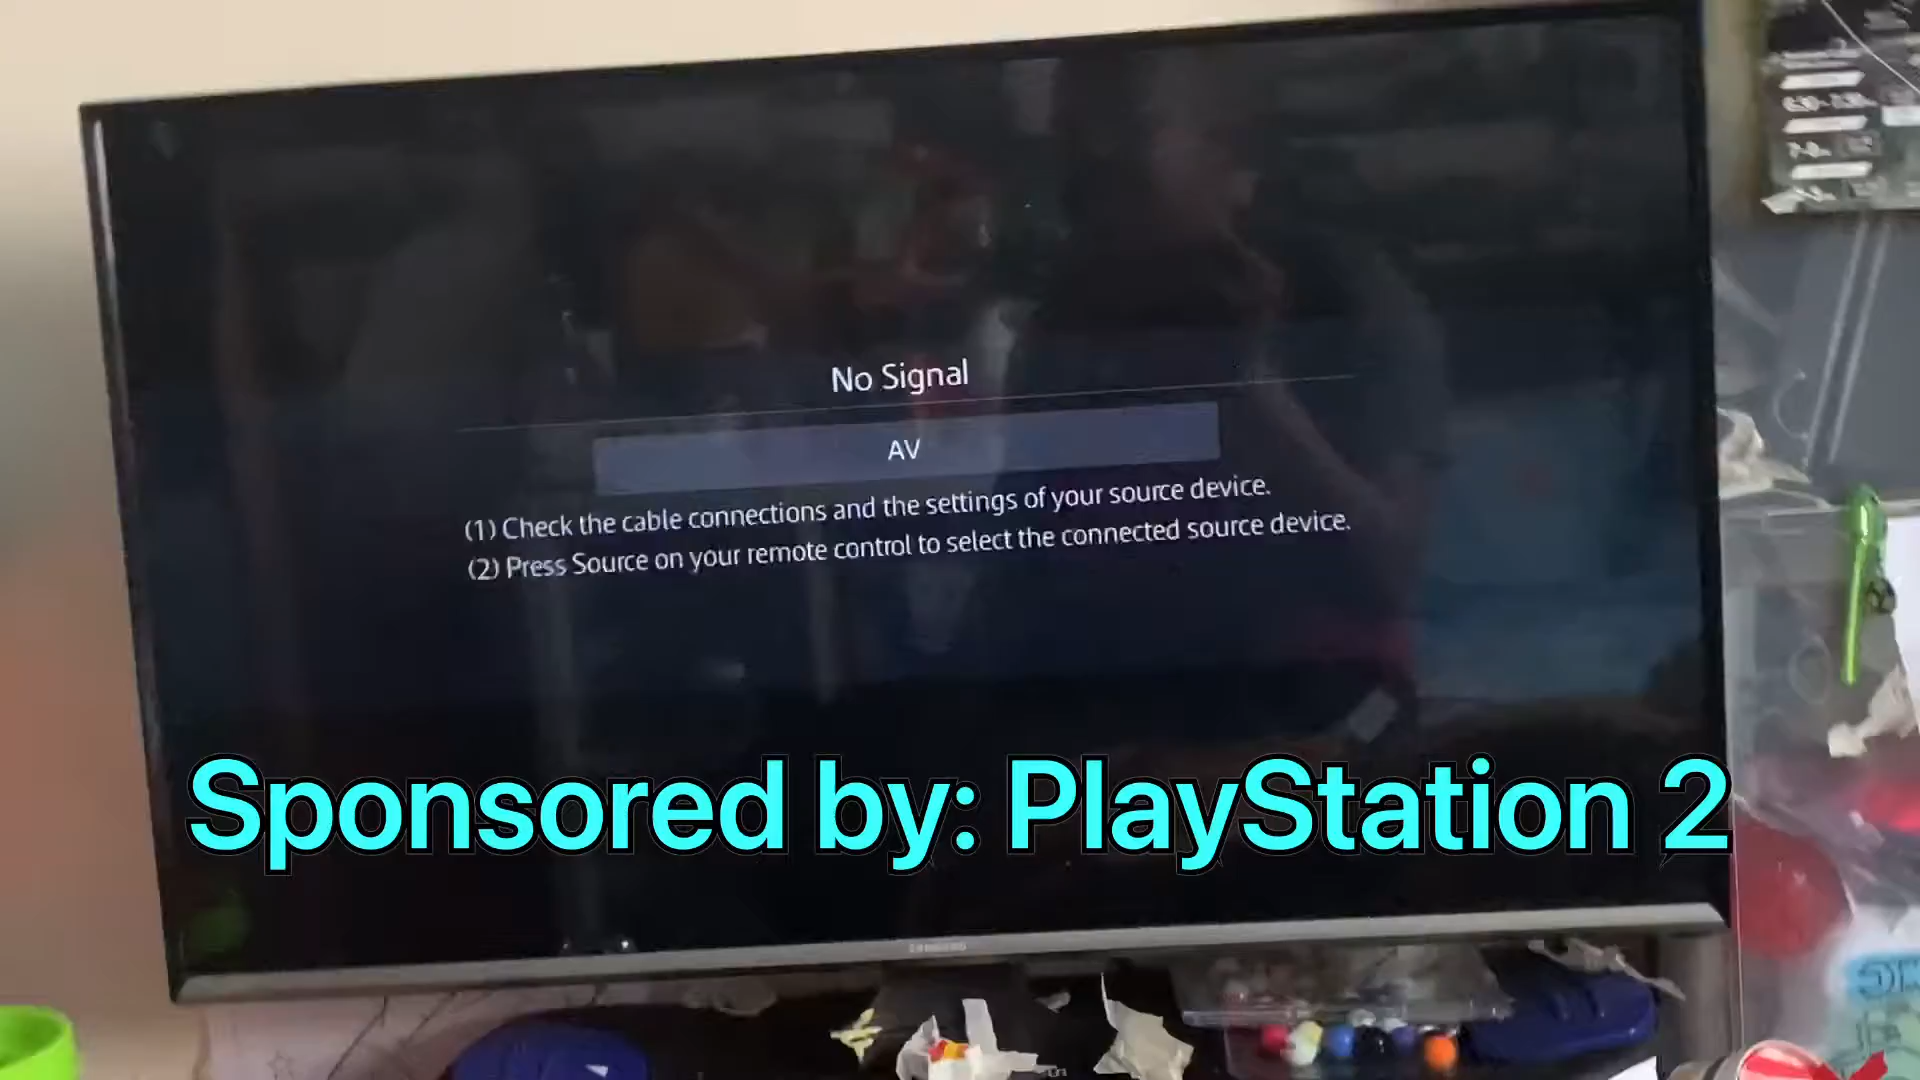 No Signal
AV
(1) Check the cable connections and the settings of your source device.
(2) Press Source on your remote control to select the connected source device.
Sponsored by: PlayStation 2
SAMSUNG